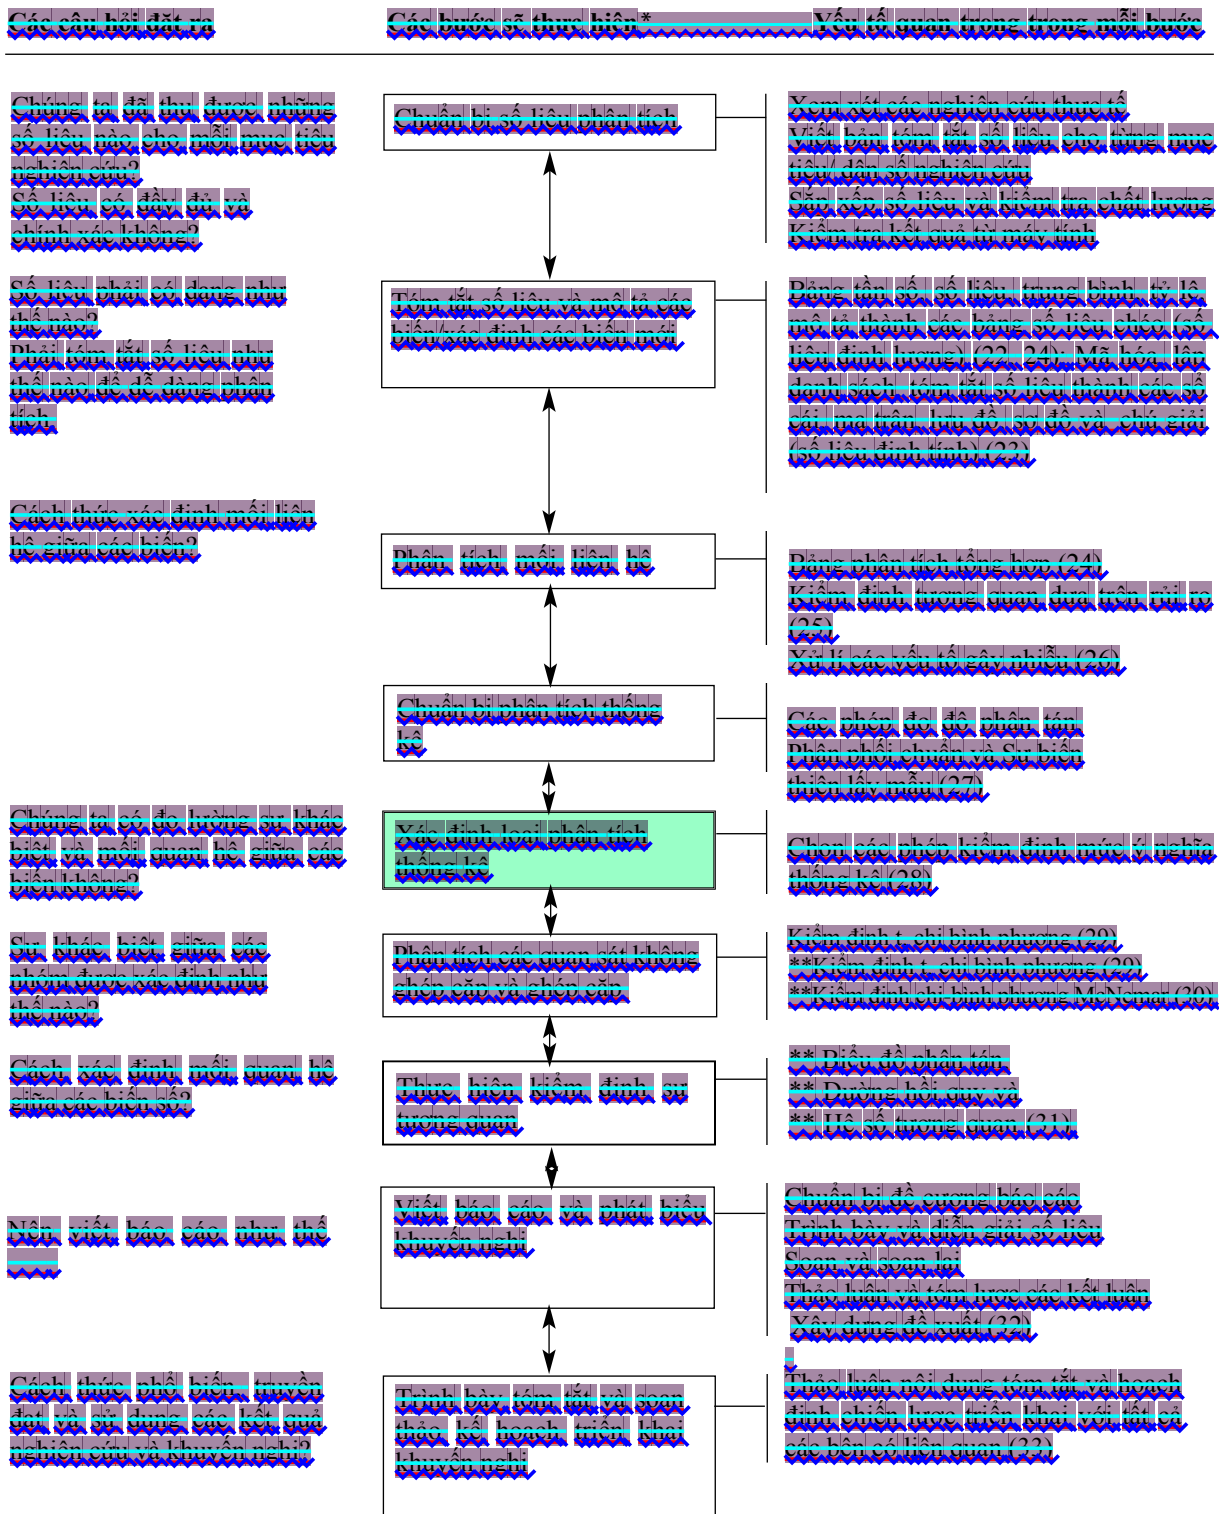 Các câu hỏi đặt ra
Các bước sẽ thực hiện *
Yếu tố quan trọng trong mỗi bước
Chúng ta đã thu được những
số liệu nào cho mỗi mục tiêu
nghiên cứu?
Số liệu có đầy đủ và
chính xác không?
Chuẩn bị số liệu phân tích
Xem xét các nghiên cứu thực tế
Viết bản tóm tắt số liệu cho từng mục
tiêu/ dân số nghiên cứu
Sắp xếp số liệu và kiểm tra chất lượng
Kiểm tra kết quả từ máy tính
Số liệu phải có dạng như
thế nào?
Phải tóm tắt số liệu như
thế nào để dễ dàng phân
tích
Tóm tắt số liệu và mô tả các
biến/xác định các biến mới
Bảng tần số, số liệu trung bình, tỷ lệ
mô tả thành các bảng số liệu chéo (số
liệu định lượng) (22, 24); Mã hóa, lập
danh sách, tóm tắt số liệu thành các sổ
cái, ma trận, lưu đồ, sơ đồ và chú giải
(số liệu định tính) (23)
Cách thức xác định mối liên
hệ giữa các biến?
Phân tích mối liên hệ
Bảng phân tích tổng hợp (24)
Kiểm định tương quan dựa trên rủi ro
(25)
Xử lí các yếu tố gây nhiễu (26)
Chuẩn bị phân tích thống
kê
Các phép đo độ phân tán
Phân phối chuẩn và Sự biến
thiên lấy mẫu (27)
Chúng ta có đo lường sự khác
biệt và mối quan hệ giữa các
biến không?
Xác định loại phân tích
thống kê
Chọn các phép kiểm định mức ý nghĩa
thống kê (28)
Sự khác biệt giữa các
nhóm được xác định như
thế nào?
Phân tích các quan sát không
ghép cặp và ghép cặp
Kiểm định t, chi bình phương (29)
**Kiểm định t, chi bình phương (29)
**Kiểm định chi-bình phương McNemar (30)
Cách xác định mối quan hệ
giữa các biến số?
Thực hiện kiểm định sự
tương quan
** Biểu đồ phân tán
** Đường hồi quy và
** Hệ số tương quan (31)
Nên viết báo cáo như thế
Viết báo cáo và phát biểu
khuyến nghị
Chuẩn bị đề cương báo cáo
Trình bày và diễn giải số liệu
Soạn và soạn lại
Thảo luận và tóm lược các kết luận
Xây dựng đề xuất (32)
Cách thức phổ biến, truyền
đạt và sử dụng các kết quả
nghiên cứu và khuyến nghị?
Trình bày tóm tắt và soạn
thảo kế hoạch triển khai
khuyến nghị
Thảo luận nội dung tóm tắt và hoạch
định chiến lược triển khai với tất cả
các bên có liên quan (33)